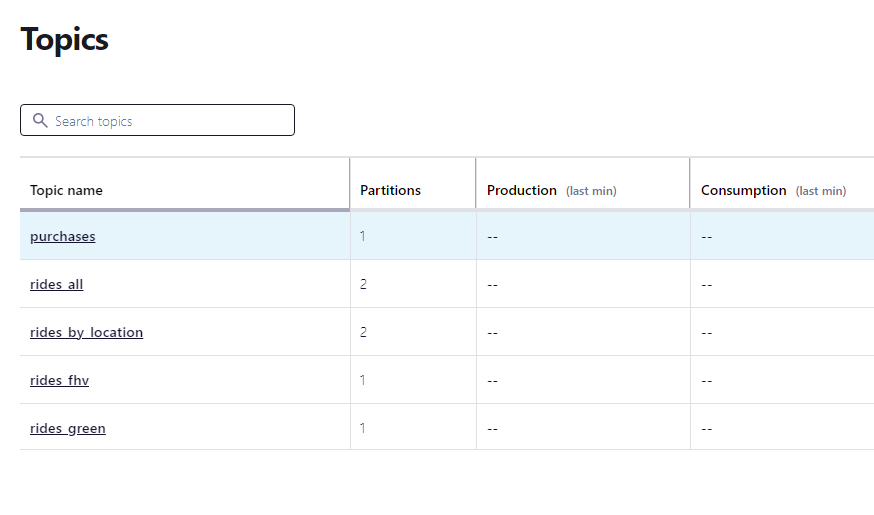 Topics
Search topics
Topic name Partitions Production (last min) Consumption (last min)
purchases 1 -- --
rides_all 2 -- --
rides_by_location 2 -- --
rides_fhv 1 -- --
rides_green 1 -- --